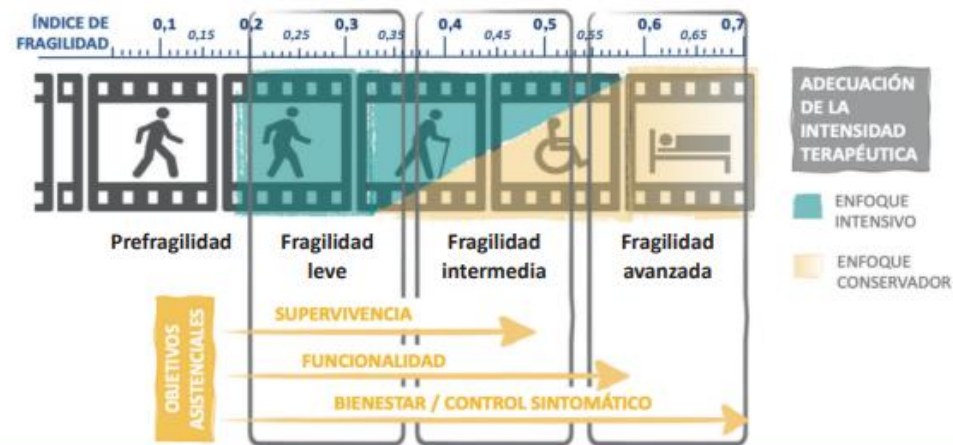 ÍNDICE DE
FRAGILIDAD
0,1 0,15 0,2 0,25 0,3 0,35 0,4 0,45 0,5 0,55 0,6 0,65 0,7
ADECUACIÓN
DE LA
INTENSIDAD
TERAPÉUTICA
ENFOQUE
INTENSIVO
ENFOQUE
CONSERVADOR
Prefragilidad
Fragilidad
leve
Fragilidad
intermedia
Fragilidad
avanzada
OBJETIVOS
ASISTENCIALES
SUPERVIVENCIA
FUNCIONALIDAD
BIENESTAR / CONTROL SINTOMÁTICO